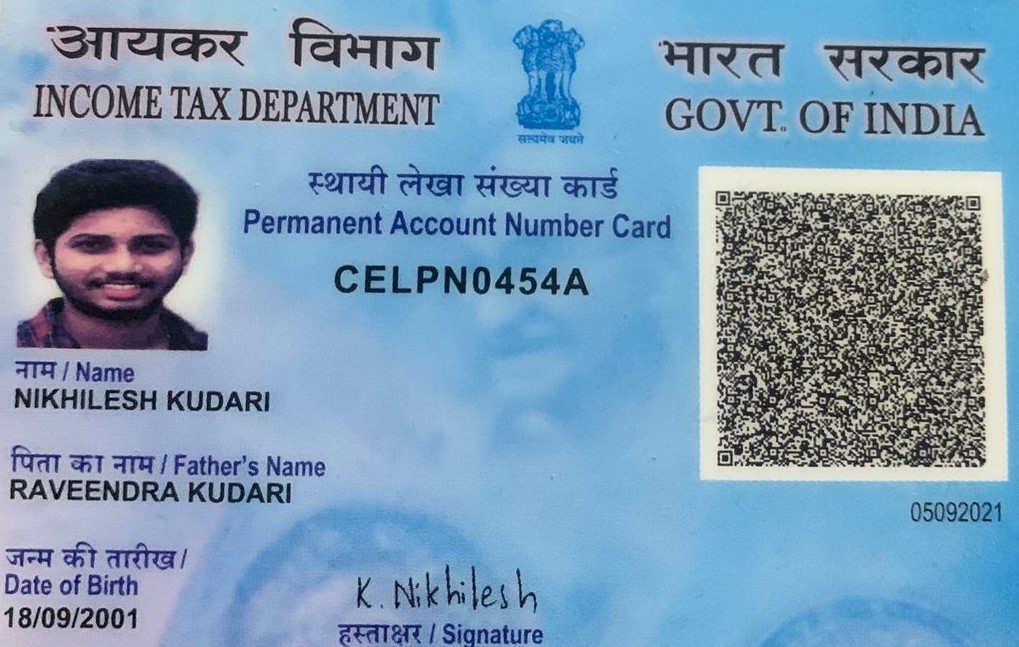 आयकर विभाग
INCOME TAX DEPARTMENT
सत्यमेव जयते
भारत सरकार
GOVT. OF INDIA
स्थायी लेखा संख्या कार्ड
Permanent Account Number Card
CELPN0454A
नाम / Name
NIKHILESH KUDARI
पिता का नाम / Father's Name
RAVEENDRA KUDARI
05092021
जन्म की तारीख /
Date of Birth
18/09/2001
K. Nikhilesh
हस्ताक्षर / Signature